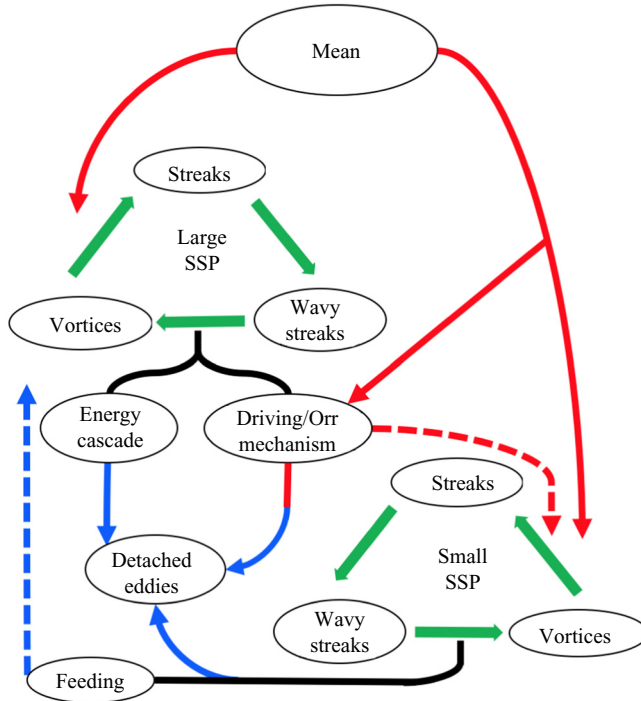 Mean
Streaks
Large
SSP
Vortices
Wavy
streaks
Energy
cascade
Driving/Orr
mechanism
Streaks
Detached
eddies
Small
SSP
Wavy
streaks
Vortices
Feeding